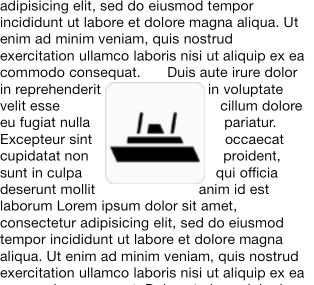 adipisicing elit, sed do eiusmod tempor
incididunt ut labore et dolore magna aliqua. Ut
enim ad minim veniam, quis nostrud
exercitation ullamco laboris nisi ut aliquip ex ea
commodo consequat. Duis aute irure dolor
in reprehenderit in voluptate
velit esse cillum dolore
eu fugiat nulla pariatur.
Excepteur sint occaecat
cupidatat non proident,
sunt in culpa qui officia
deserunt mollit anim id est
laborum Lorem ipsum dolor sit amet,
consectetur adipisicing elit, sed do eiusmod
tempor incididunt ut labore et dolore magna
aliqua. Ut enim ad minim veniam, quis nostrud
exercitation ullamco laboris nisi ut aliquip ex ea